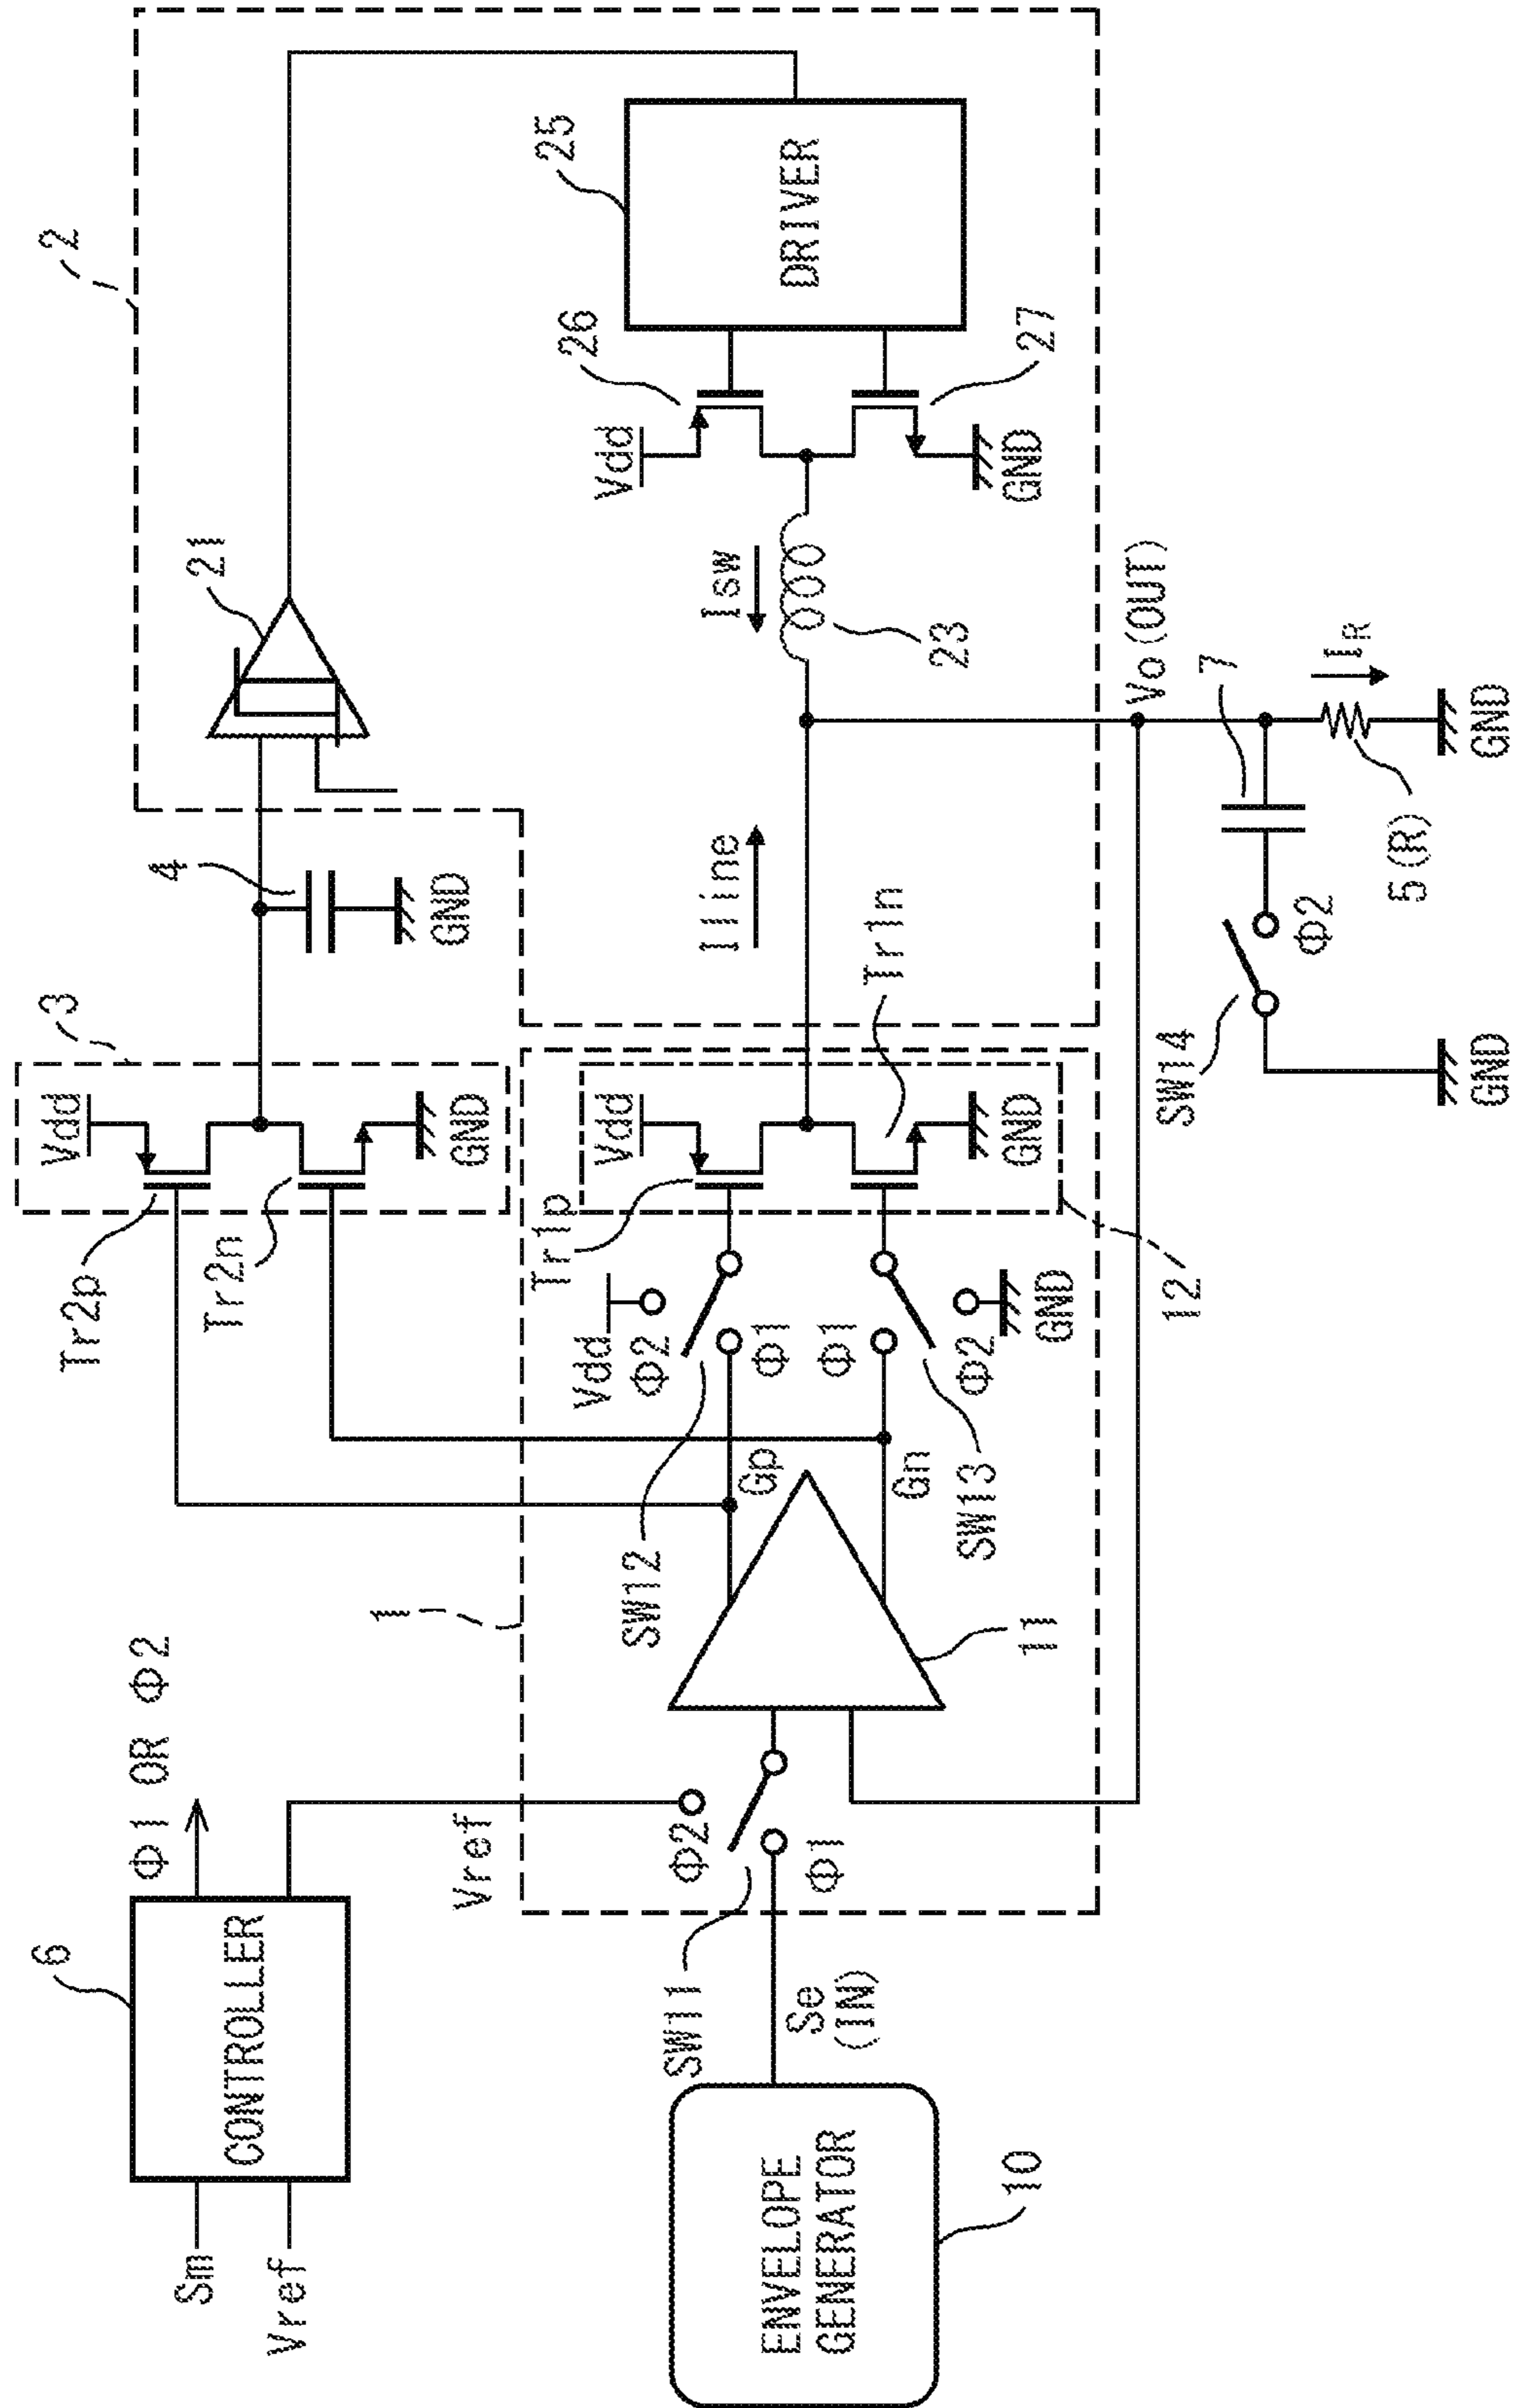 6
CONTROLLER
Sm
Vref
Φ1 OR Φ2
Vref
Tr2p
Tr2n
3
Vdd
GND
4
GND
2
21
25
DRIVER
26
27
Vdd
GND
Isw
23
Iline
1
Φ2
Φ1
SW11
Se
(IN)
ENVELOPE
GENERATOR
10
11
Gp
Gn
SW12
SW13
Vdd
Φ2
Φ1
Φ1
Φ2
GND
Tr1p
Vdd
GND
Tr1n
12
Vo(OUT)
7
IR
5(R)
GND
SW14
Φ2
GND